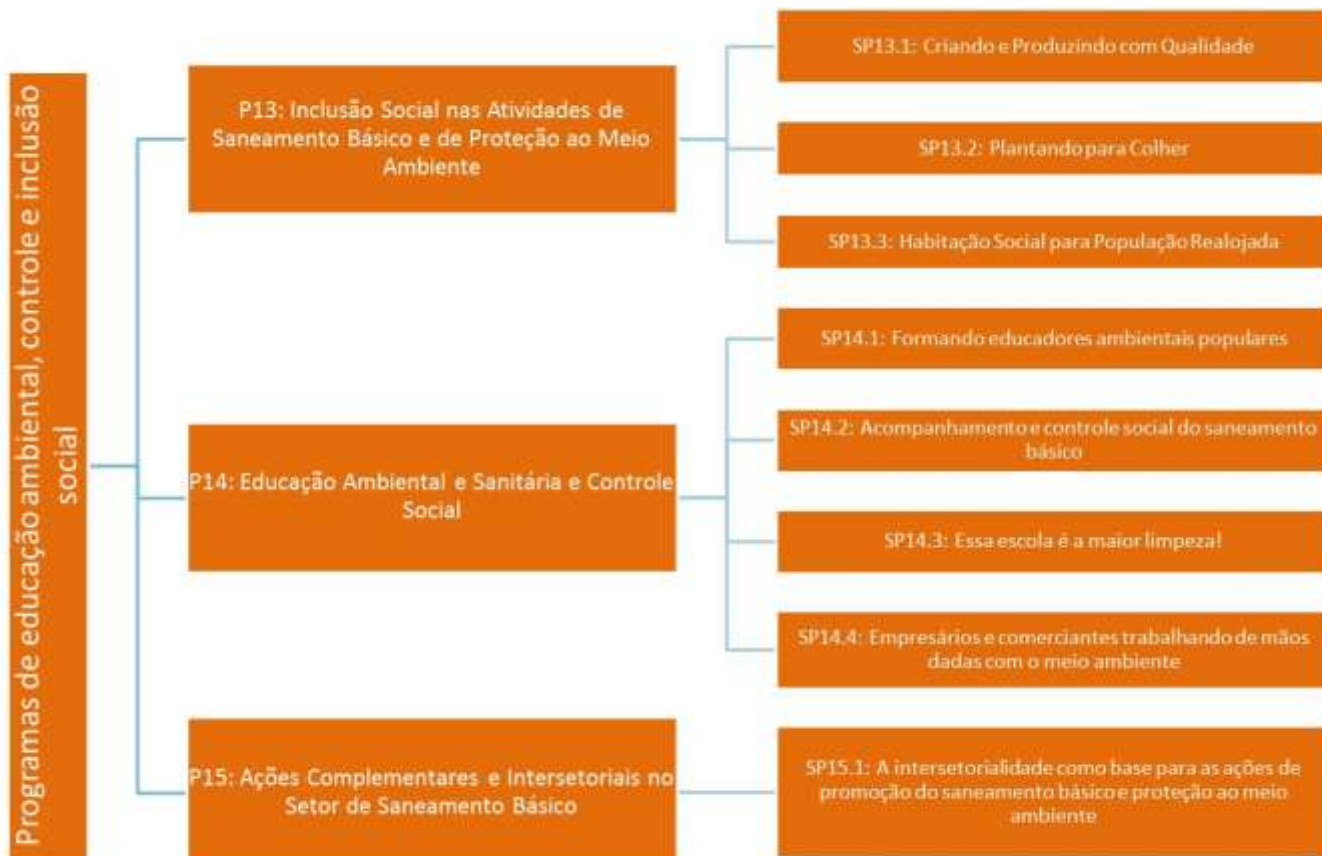 Programas de educação ambiental, controle e inclusão
social
P13: Inclusão Social nas Atividades de
Saneamento Básico e de Proteção ao Meio
Ambiente
SP13.1: Criando e Produzindo com Qualidade
SP13.2: Plantando para Colher
SP13.3: Habitação Social para População Realojada
P14: Educação Ambiental e Sanitária e Controle
Social
SP14.1: Formando educadores ambientais populares
SP14.2: Acompanhamento e controle social do saneamento
básico
SP14.3: Essa escola é a maior limpeza!
SP14.4: Empresários e comerciantes trabalhando de mãos
dadas com o meio ambiente
P15: Ações Complementares e Intersetoriais no
Setor de Saneamento Básico
SP15.1: A intersetorialidade como base para as ações de
promoção do saneamento básico e proteção ao meio
ambiente